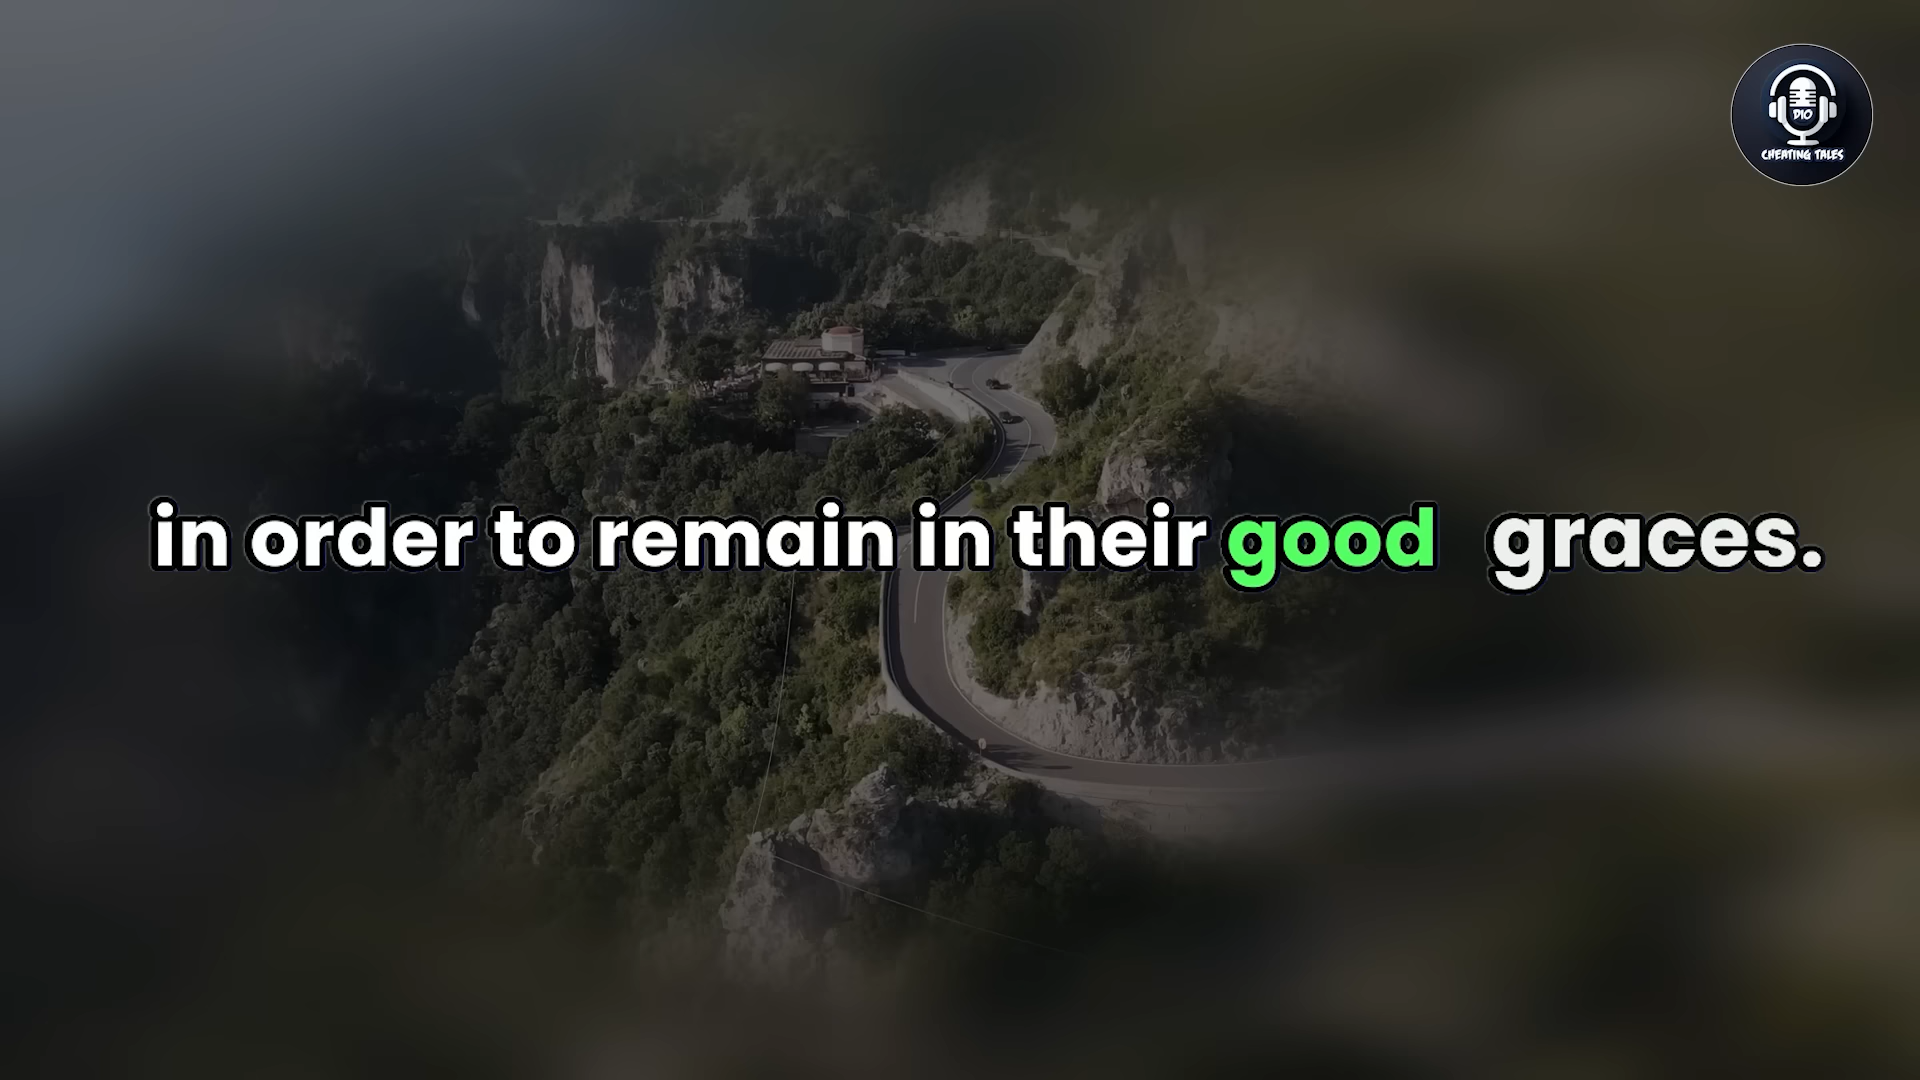 DIO
CHEATING TALES
in order to remain in their good graces.